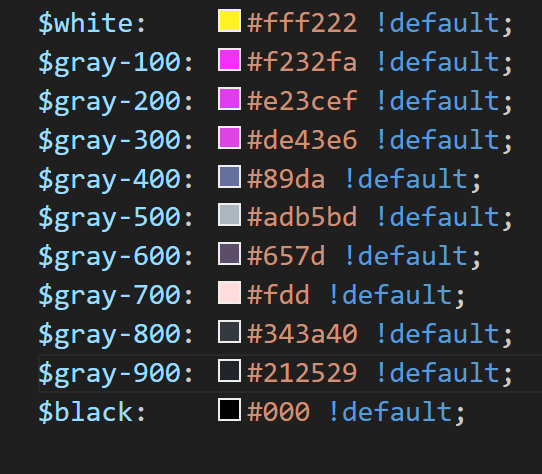 $white:    #fff222 !default;
$gray-100: #f232fa !default;
$gray-200: #e23cef !default;
$gray-300: #de43e6 !default;
$gray-400: #89da !default;
$gray-500: #adb5bd !default;
$gray-600: #657d !default;
$gray-700: #fdd !default;
$gray-800: #343a40 !default;
$gray-900: #212529 !default;
$black:    #000 !default;